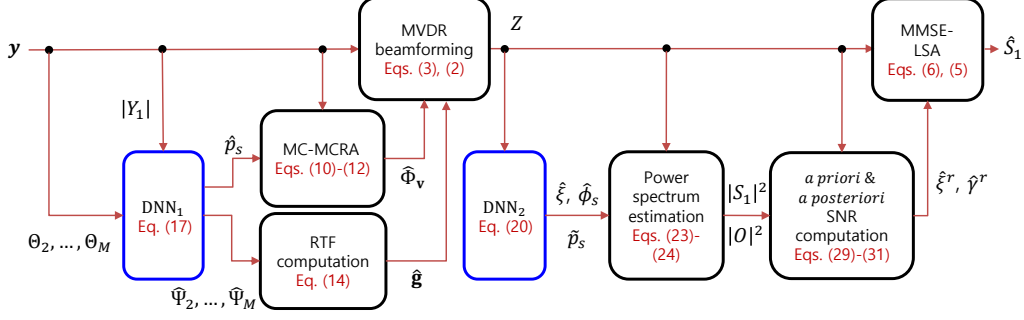 y
|Y₁|
Θ₂, …, Θ_M
DNN₁
Eq. (17)
p̂ₛ
Ψ̂₂, …, Ψ̂_M
MC-MCRA
Eqs. (10)-(12)
RTF
computation
Eq. (14)
Φ̂ᵥ
ĝ
MVDR
beamforming
Eqs. (3), (2)
Z
DNN₂
Eq. (20)
ξ̂, ϕ̂ₛ
p̃ₛ
Power
spectrum
estimation
Eqs. (23)-
(24)
|S₁|²
|O|²
a priori &
a posteriori
SNR
computation
Eqs. (29)-(31)
ξ̂ʳ, γ̂ʳ
MMSE-
LSA
Eqs. (6), (5)
Ŝ₁